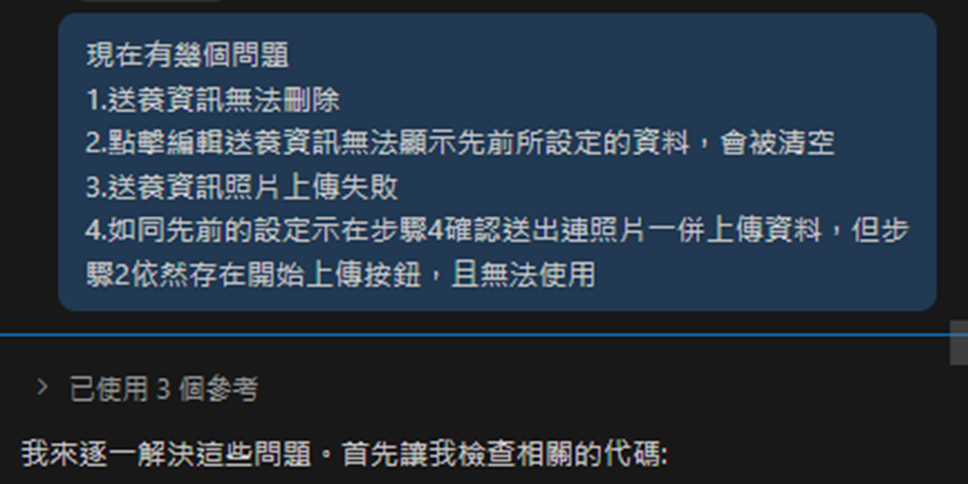 現在有幾個問題
1.送養資訊無法刪除
2.點擊編輯送養資訊無法顯示先前所設定的資料，會被清空
3.送養資訊照片上傳失敗
4.如同先前的設定示在步驟4確認送出連照片一併上傳資料，但步
驟2依然存在開始上傳按鈕，且無法使用
已使用 3 個參考
我來逐一解決這些問題。首先讓我檢查相關的代碼: